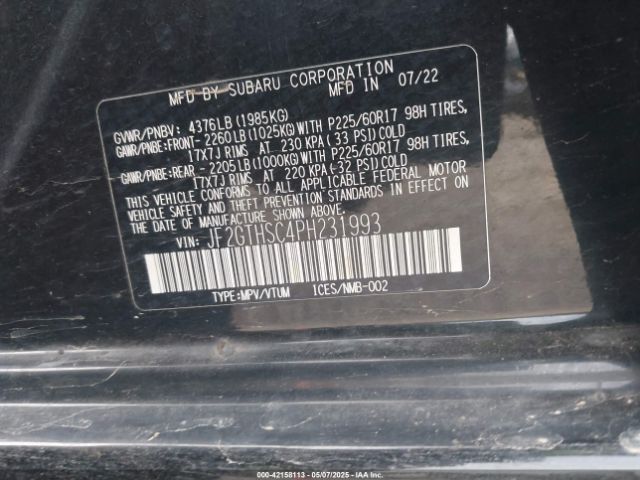 MFD BY SUBARU CORPORATION
MFD IN 07/22
GVWR/PNBV: 4376LB (1985KG)
GAWR/PNBE:FRONT- 2260LB (1025KG) WITH P225/60R17 98H TIRES,
17X7J RIMS AT 230 KPA (33 PSI) COLD
GAWR/PNBE:REAR - 2205LB (1000KG) WITH P225/60R17 98H TIRES,
17X7J RIMS AT 220 KPA (-32 PSI) COLD
THIS VEHICLE CONFORMS TO ALL APPLICABLE FEDERAL MOTOR
VEHICLE SAFETY AND THEFT PREVENTION STANDARDS IN EFFECT ON
THE DATE OF MANUFACTURE SHOWN ABOVE.
VIN: JF2GTHSC4PH231993
TYPE:MPV/VTUM 1CES/NMB-002
000-42158113 - 05/07/2025 - IAA Inc.